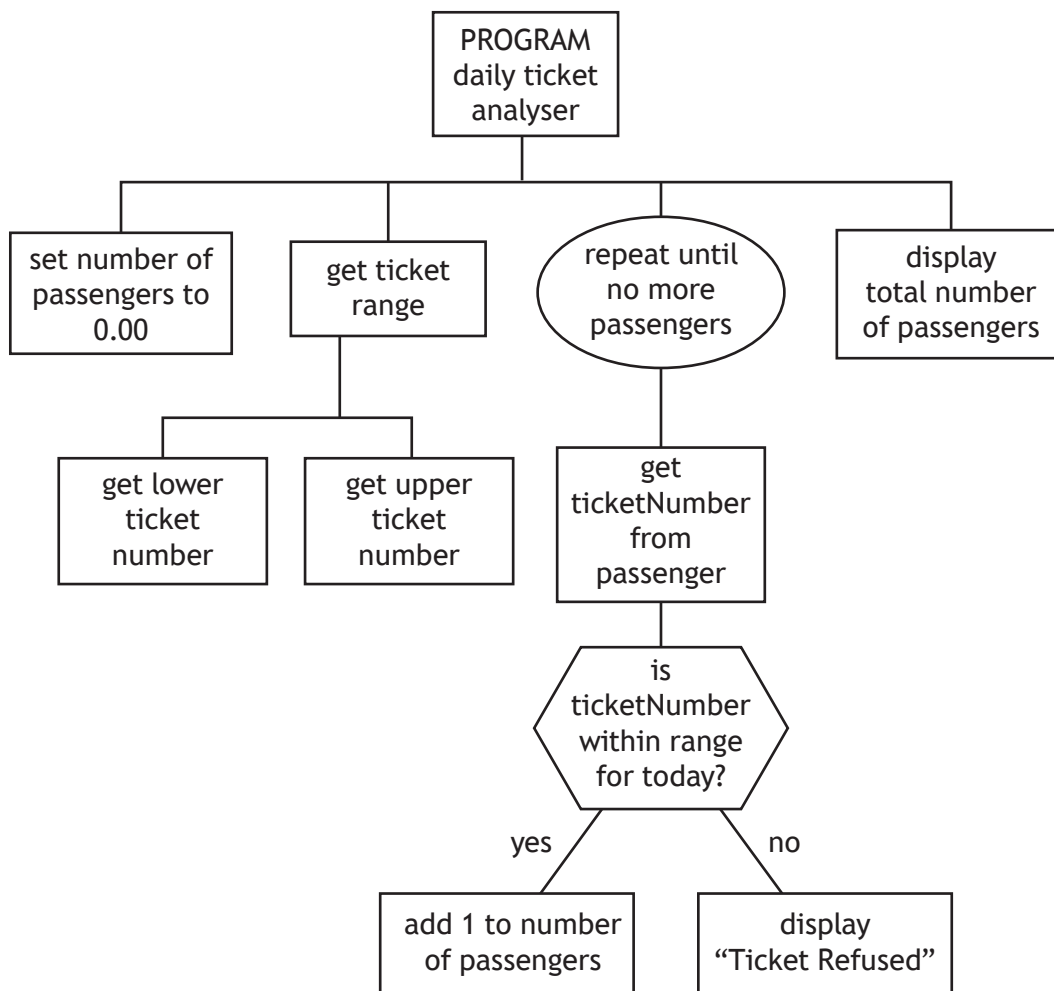 PROGRAM
daily ticket
analyser
set number of
passengers to
0.00
get ticket
range
repeat until
no more
passengers
display
total number
of passengers
get lower
ticket
number
get upper
ticket
number
get
ticketNumber
from
passenger
is
ticketNumber
within range
for today?
yes
no
add 1 to number
of passengers
display
“Ticket Refused”